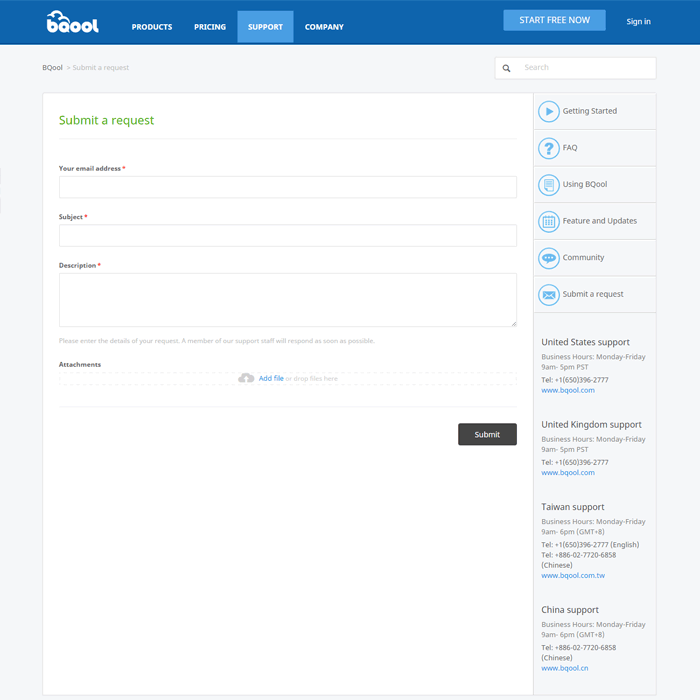 bqool
PRODUCTS
PRICING
SUPPORT
COMPANY
START FREE NOW
Sign in
BQool > Submit a request
Search
Submit a request
Your email address *
Subject *
Description *
Please enter the details of your request. A member of our support staff will respond as soon as possible.
Attachments
Add file or drop files here
Submit
Getting Started
FAQ
Using BQool
Feature and Updates
Community
Submit a request
United States support
Business Hours: Monday-Friday
9am- 5pm PST
Tel: +1(650)396-2777
www.bqool.com
United Kingdom support
Business Hours: Monday-Friday
9am- 5pm PST
Tel: +1(650)396-2777
www.bqool.com
Taiwan support
Business Hours: Monday-Friday
9am- 6pm (GMT+8)
Tel: +1(650)396-2777 (English)
Tel: +886-02-7720-6858
(Chinese)
www.bqool.com.tw
China support
Business Hours: Monday-Friday
9am- 6pm (GMT+8)
Tel: +886-02-7720-6858
(Chinese)
www.bqool.cn